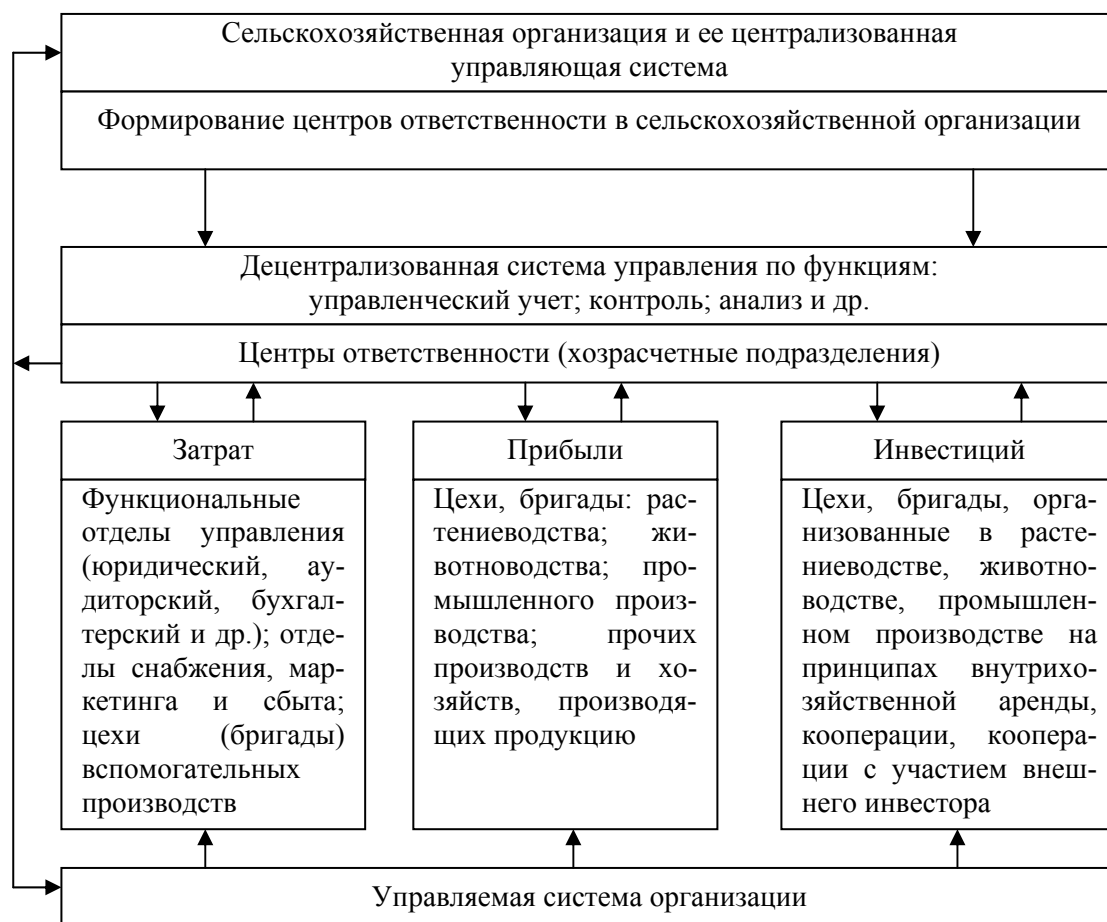 Сельскохозяйственная организация и ее централизованная
управляющая система
Формирование центров ответственности в сельскохозяйственной организации
Децентрализованная система управления по функциям:
управленческий учет; контроль; анализ и др.
Центры ответственности (хозрасчетные подразделения)
Затрат
Функциональные
отделы управления
(юридический, ау-
диторский, бухгал-
терский и др.); отде-
лы снабжения, мар-
кетинга и сбыта;
цехи (бригады)
вспомогательных
производств
Прибыли
Цехи, бригады: рас-
тениеводства; жи-
вотноводства; про-
мышленного произ-
водства; прочих
производств и хо-
зяйств, производя-
щих продукцию
Инвестиций
Цехи, бригады, орга-
низованные в расте-
ниеводстве, животно-
водстве, промышлен-
ном производстве на
принципах внутрихо-
зяйственной аренды,
кооперации, коопера-
ции с участием внеш-
него инвестора
Управляемая система организации